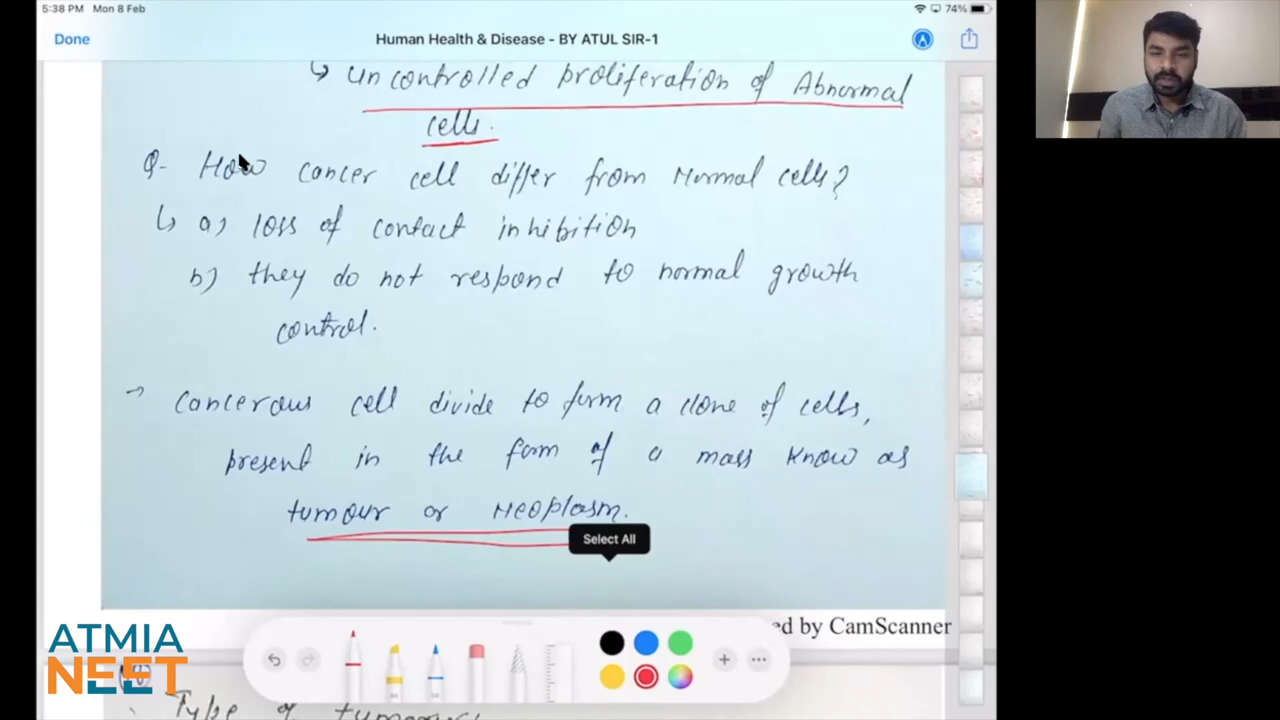 5:38 PM Mon 8 Feb
74%
Done
Human Health & Disease - BY ATUL SIR-1
↳ uncontrolled proliferation of Abnormal
cells.
Q- How cancer cell differ from Normal cells?
↳ a) loss of contact inhibition
b) they do not respond to normal growth
control.
→ Cancerous cell divide to form a clone of cells,
present in the form of a mass know as
tumour or Neoplasm.
Select All
ed by CamScanner
ATMIA
NEET
Type of tumours